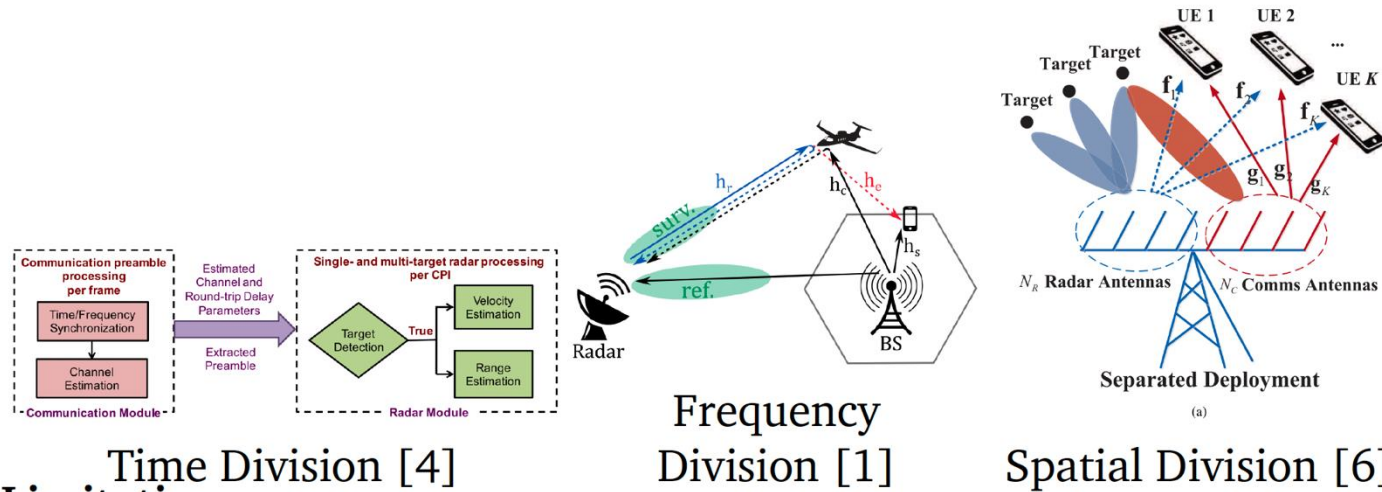 Communication preamble
processing
per frame
Time/Frequency
Synchronization
Channel
Estimation
Communication Module
Estimated
Channel and
Round-trip Delay
Parameters
Extracted
Preamble
Single- and multi-target radar processing
per CPI
Target
Detection
True
Velocity
Estimation
Range
Estimation
Radar Module
Time Division [4]
surv.
h_r
h_c
h_e
h_s
ref.
Radar
BS
Frequency
Division [1]
UE 1
UE 2
...
UE K
Target
Target
Target
f_1
f_2
f_K
g_1
g_2
g_K
N_R Radar Antennas
N_C Comms Antennas
Separated Deployment
(a)
Spatial Division [6]